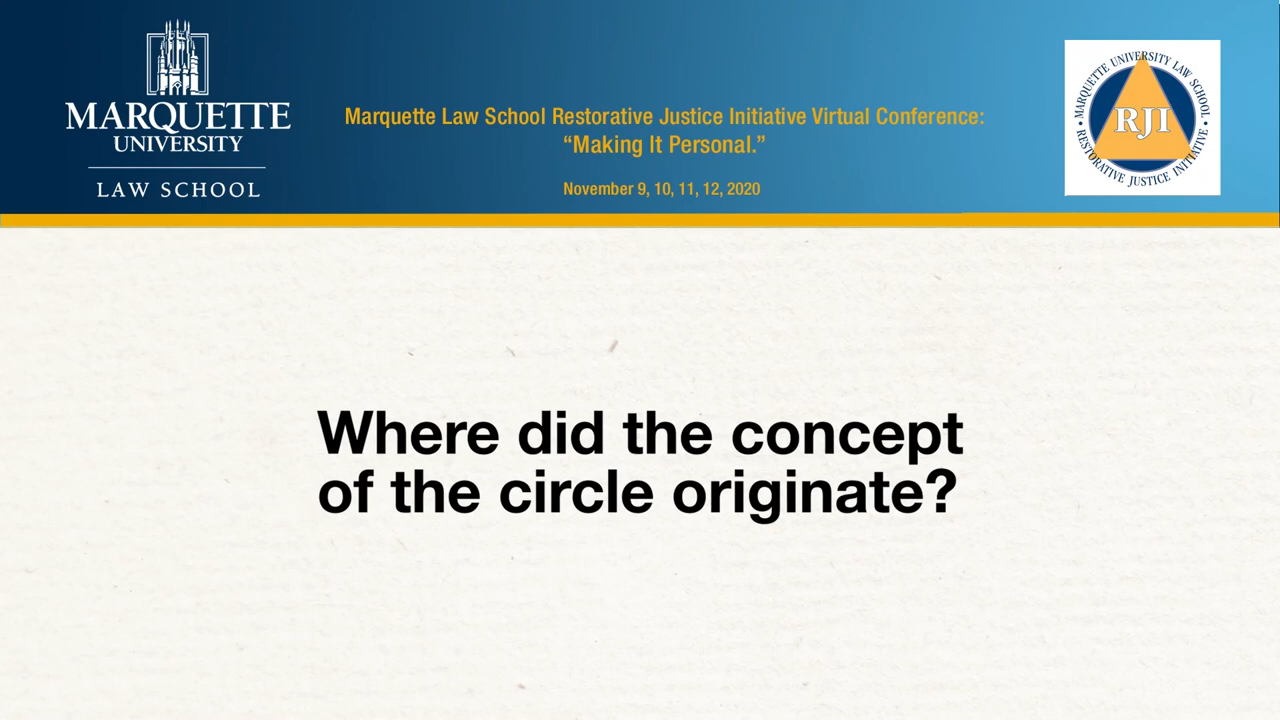 MARQUETTE
UNIVERSITY
LAW SCHOOL
Marquette Law School Restorative Justice Initiative Virtual Conference:
“Making It Personal.”
November 9, 10, 11, 12, 2020
• MARQUETTE UNIVERSITY LAW SCHOOL •
RJI
RESTORATIVE JUSTICE INITIATIVE
Where did the concept
of the circle originate?